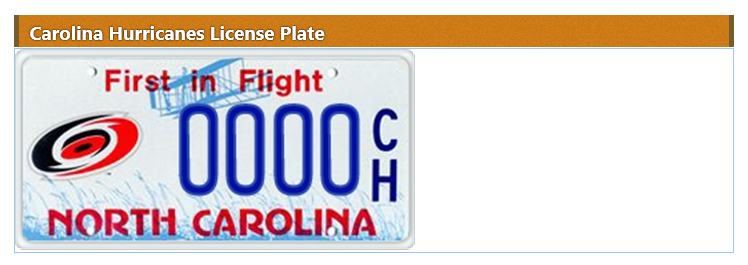 Carolina Hurricanes License Plate
First in Flight
0000 CH
NORTH CAROLINA